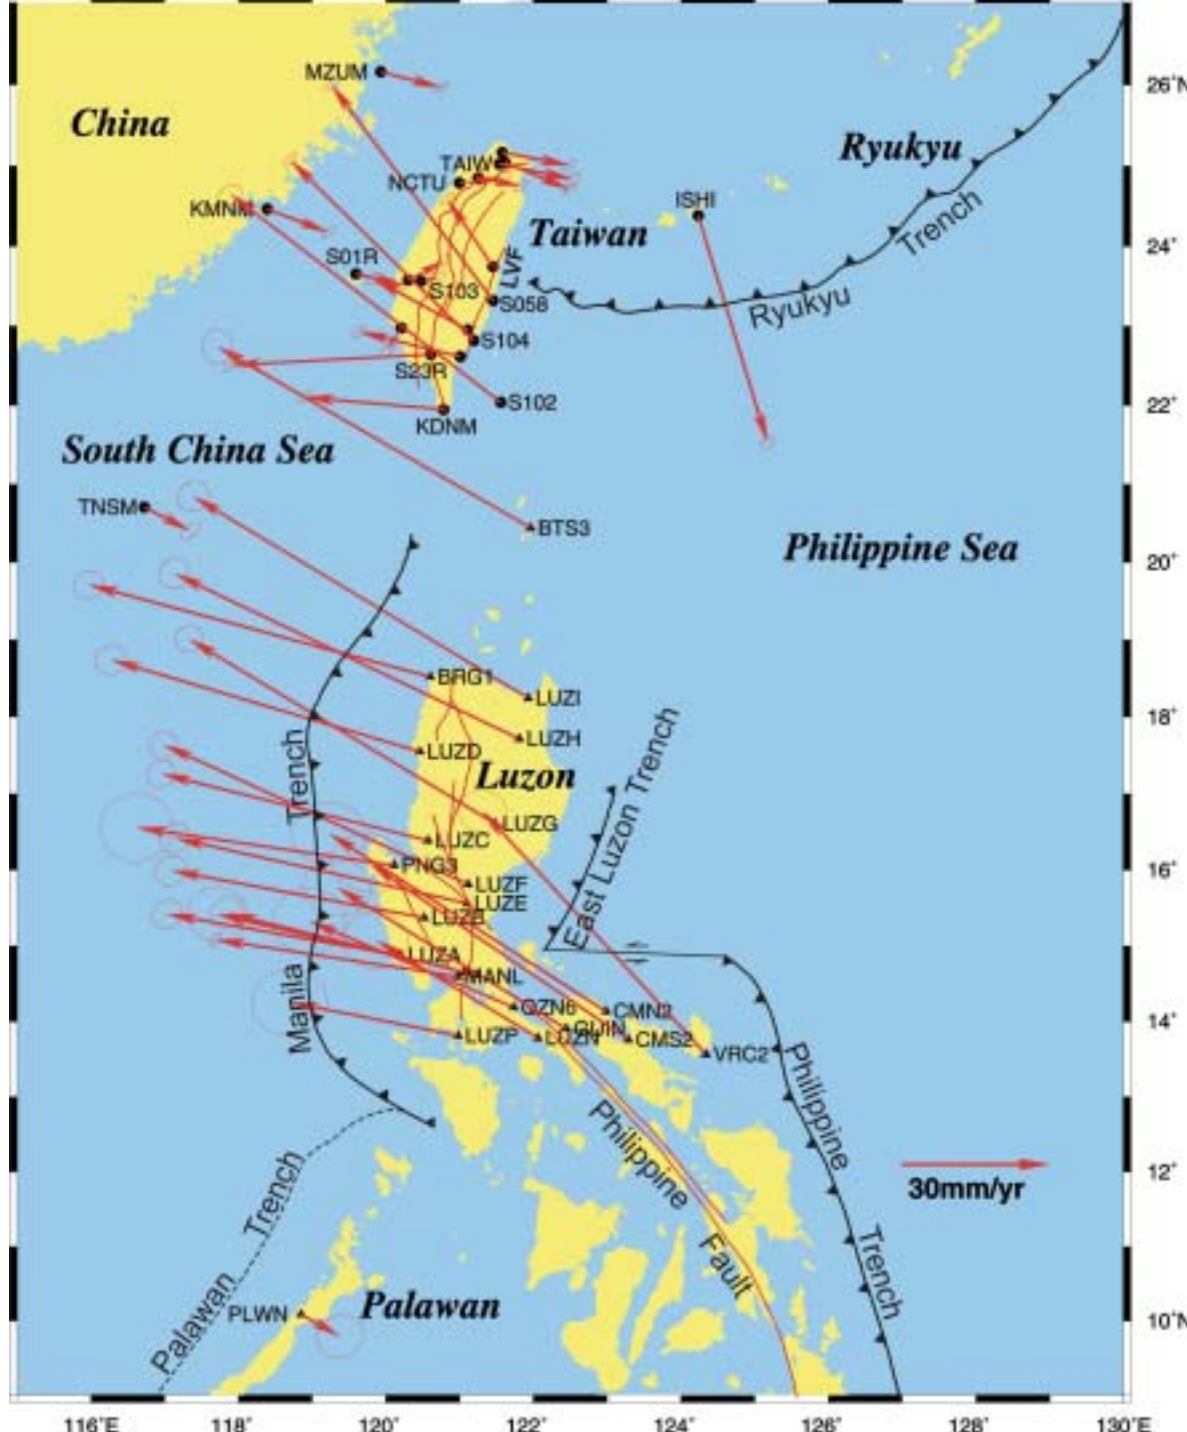 MZUM
26°N
China
Ryukyu
TAIW
NCTU
ISHI
KMNM
Taiwan
24°
Trench
S01R
LVF
S103
S058
Ryukyu
S104
S23R
S102
22°
KDNM
South China Sea
TNSM
BTS3
Philippine Sea
20°
BRG1
LUZI
18°
LUZH
Trench
LUZD
Luzon
East Luzon Trench
LUZG
LUZC
PNG3
16°
LUZF
LUZE
LUZB
LUZA
MANL
Manila
QZN6
CMN2
14°
GUIN
LUZP
LUZN
CMS2
VRC2
Philippine
Philippine
12°
30mm/yr
Trench
Fault
Trench
Palawan
PLWN
Palawan
10°N
116°E
118°
120°
122°
124°
126°
128°
130°E